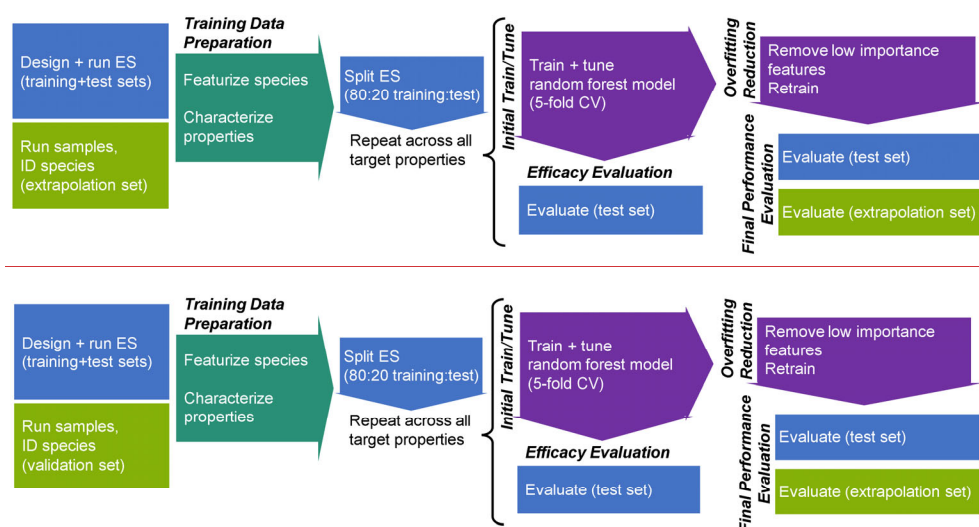 Design + run ES
(training+test sets)
Run samples,
ID species
(extrapolation set)
Training Data
Preparation
Featurize species
Characterize
properties
Split ES
(80:20 training:test)
Repeat across all
target properties
Initial Train/Tune
Train + tune
random forest model
(5-fold CV)
Efficacy Evaluation
Evaluate (test set)
Overfitting
Reduction
Remove low importance
features
Retrain
Final Performance
Evaluation
Evaluate (test set)
Evaluate (extrapolation set)
Design + run ES
(training+test sets)
Run samples,
ID species
(validation set)
Training Data
Preparation
Featurize species
Characterize
properties
Split ES
(80:20 training:test)
Repeat across all
target properties
Initial Train/Tune
Train + tune
random forest model
(5-fold CV)
Efficacy Evaluation
Evaluate (test set)
Overfitting
Reduction
Remove low importance
features
Retrain
Final Performance
Evaluation
Evaluate (test set)
Evaluate (extrapolation set)